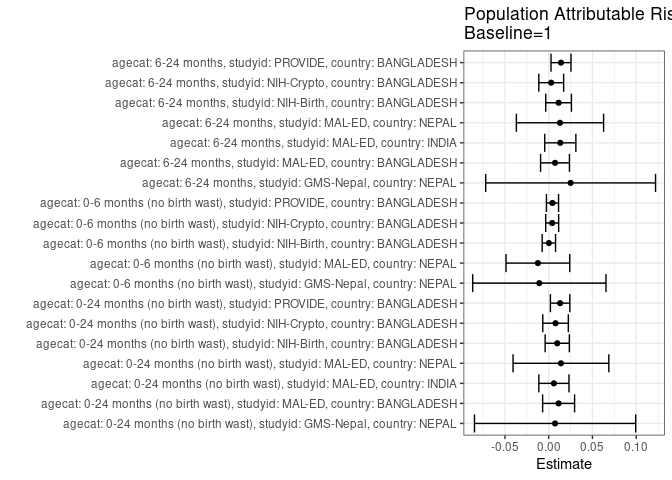 Population Attributable Ris
Baseline=1
agecat: 6-24 months, studyid: PROVIDE, country: BANGLADESH
agecat: 6-24 months, studyid: NIH-Crypto, country: BANGLADESH
agecat: 6-24 months, studyid: NIH-Birth, country: BANGLADESH
agecat: 6-24 months, studyid: MAL-ED, country: NEPAL
agecat: 6-24 months, studyid: MAL-ED, country: INDIA
agecat: 6-24 months, studyid: MAL-ED, country: BANGLADESH
agecat: 6-24 months, studyid: GMS-Nepal, country: NEPAL
agecat: 0-6 months (no birth wast), studyid: PROVIDE, country: BANGLADESH
agecat: 0-6 months (no birth wast), studyid: NIH-Crypto, country: BANGLADESH
agecat: 0-6 months (no birth wast), studyid: NIH-Birth, country: BANGLADESH
agecat: 0-6 months (no birth wast), studyid: MAL-ED, country: NEPAL
agecat: 0-6 months (no birth wast), studyid: GMS-Nepal, country: NEPAL
agecat: 0-24 months (no birth wast), studyid: PROVIDE, country: BANGLADESH
agecat: 0-24 months (no birth wast), studyid: NIH-Crypto, country: BANGLADESH
agecat: 0-24 months (no birth wast), studyid: NIH-Birth, country: BANGLADESH
agecat: 0-24 months (no birth wast), studyid: MAL-ED, country: NEPAL
agecat: 0-24 months (no birth wast), studyid: MAL-ED, country: INDIA
agecat: 0-24 months (no birth wast), studyid: MAL-ED, country: BANGLADESH
agecat: 0-24 months (no birth wast), studyid: GMS-Nepal, country: NEPAL
-0.05 0.00 0.05 0.10
Estimate